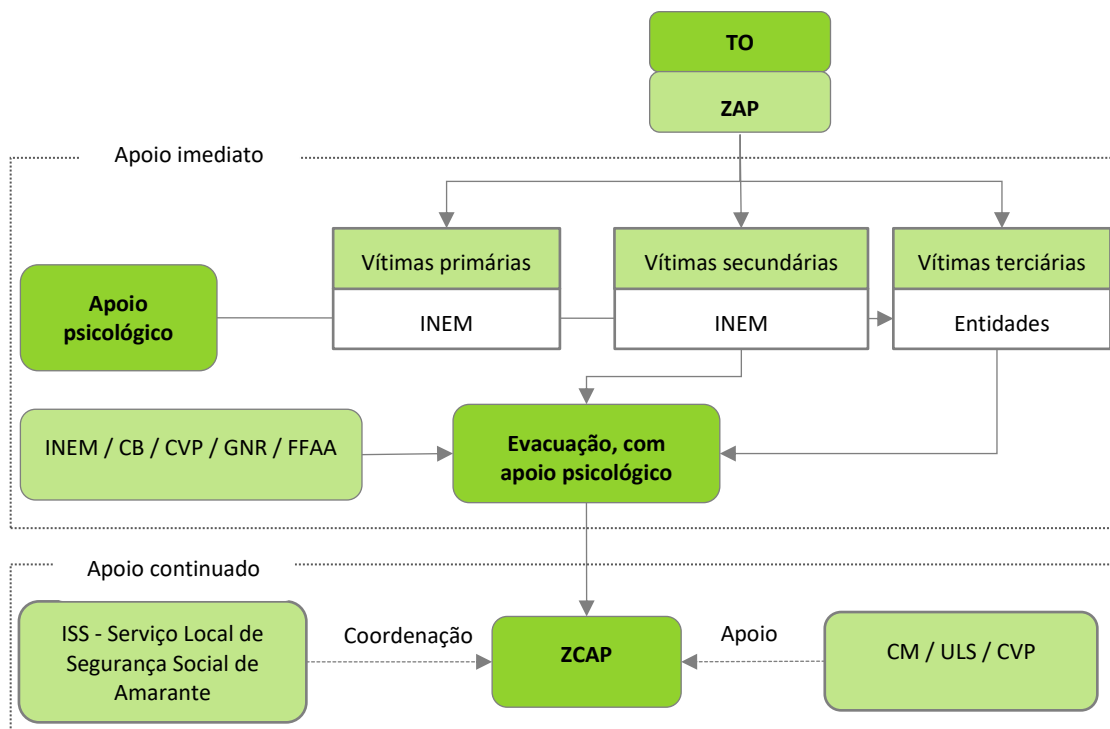 TO
ZAP
Apoio imediato
Vítimas primárias
Vítimas secundárias
Vítimas terciárias
Apoio
psicológico
INEM
INEM
Entidades
INEM / CB / CVP / GNR / FFAA
Evacuação, com
apoio psicológico
Apoio continuado
ISS - Serviço Local de
Segurança Social de
Amarante
Coordenação
ZCAP
Apoio
CM / ULS / CVP